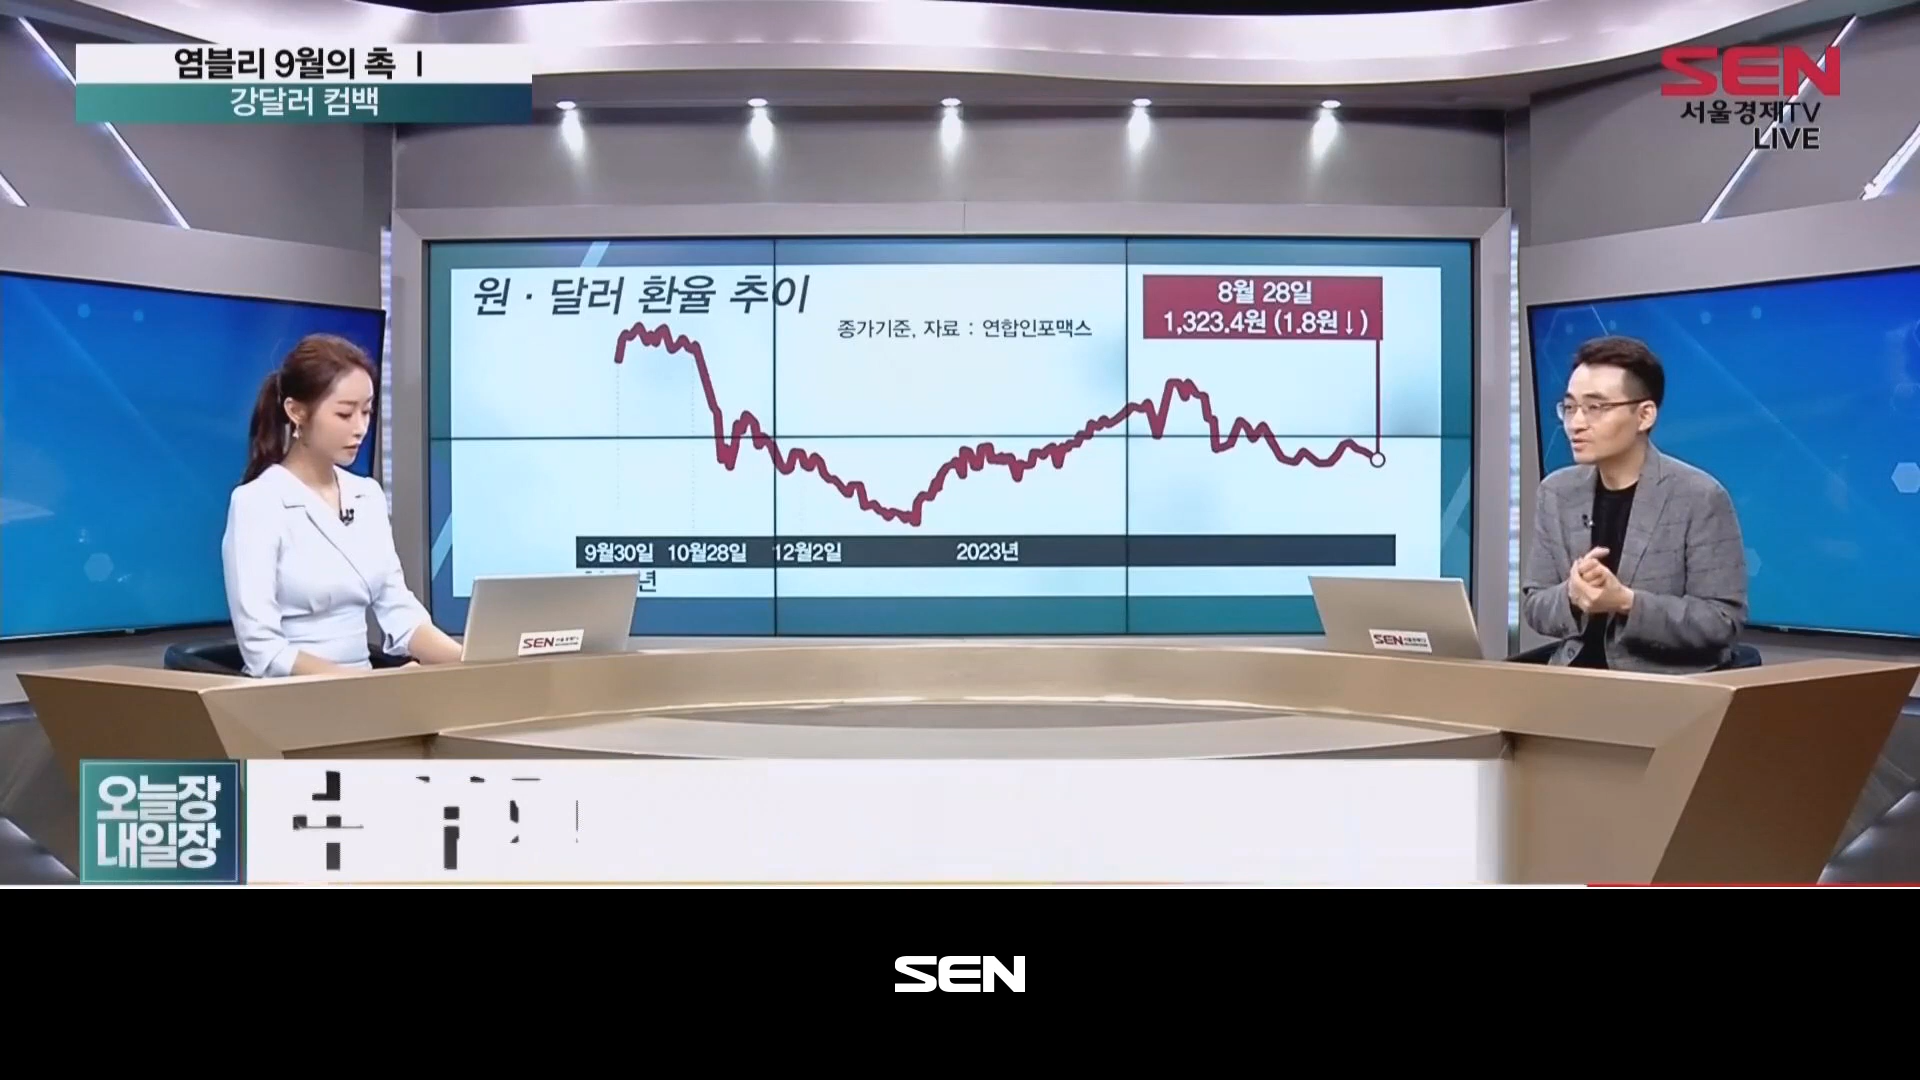 염블리 9월의 촉 I
강달러 컴백
SEN
서울경제TV
LIVE
원·달러 환율 추이
종가기준, 자료 : 연합인포맥스
8월 28일
1,323.4원 (1.8원↓)
9월30일 10월28일 12월2일 2023년
년
SEN
SEN
오늘장
내일장
SEN